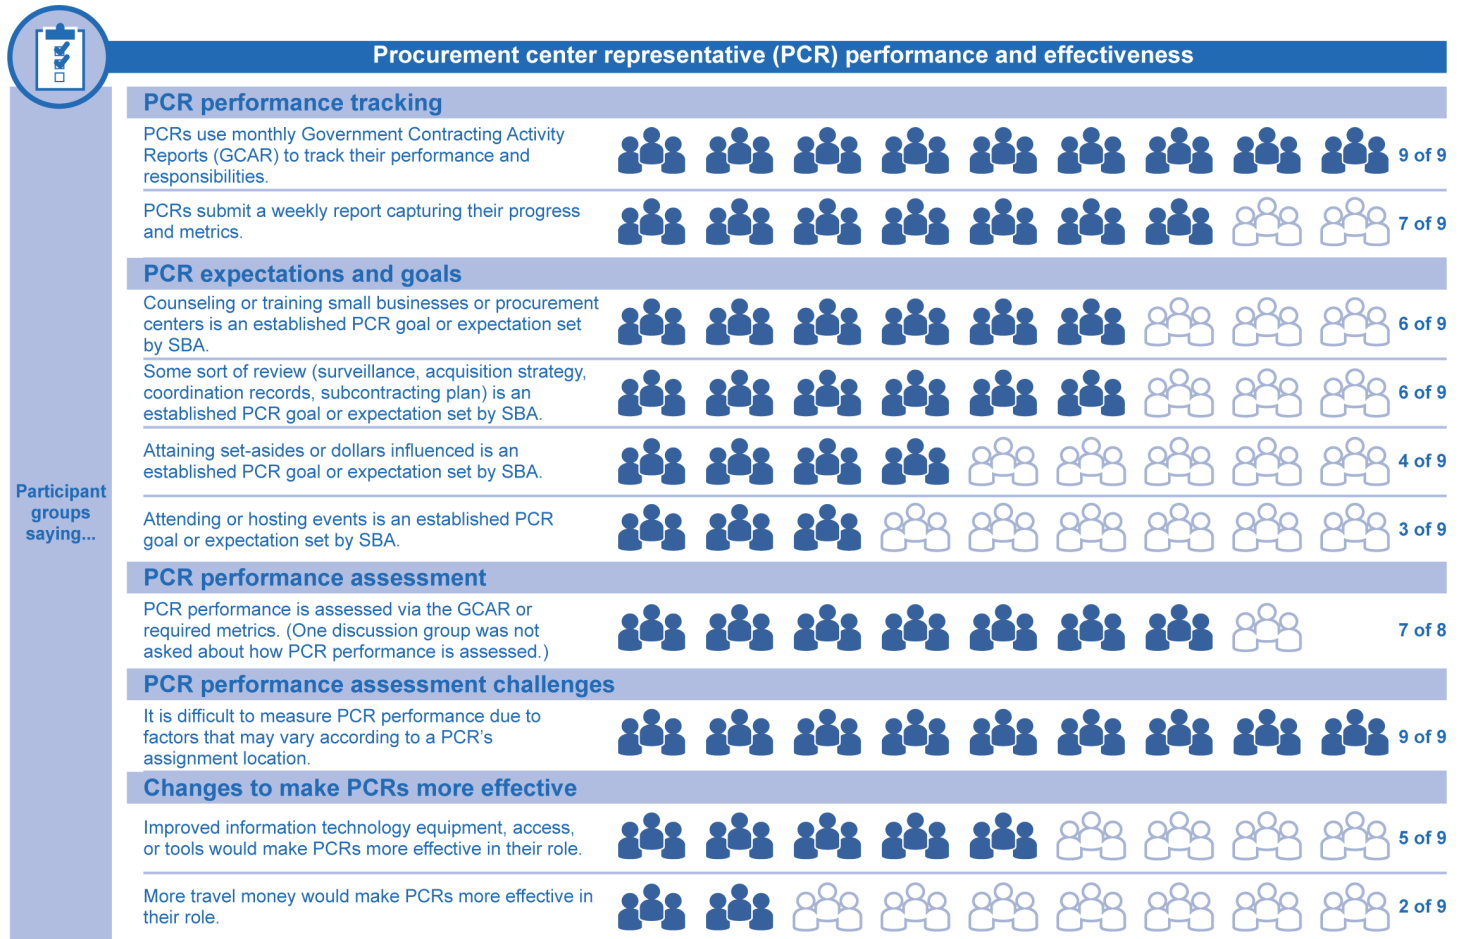 Procurement center representative (PCR) performance and effectiveness
Participant
groups
saying...
PCR performance tracking
PCRs use monthly Government Contracting Activity
Reports (GCAR) to track their performance and
responsibilities.
9 of 9
PCRs submit a weekly report capturing their progress
and metrics.
7 of 9
PCR expectations and goals
Counseling or training small businesses or procurement
centers is an established PCR goal or expectation set
by SBA.
6 of 9
Some sort of review (surveillance, acquisition strategy,
coordination records, subcontracting plan) is an
established PCR goal or expectation set by SBA.
6 of 9
Attaining set-asides or dollars influenced is an
established PCR goal or expectation set by SBA.
4 of 9
Attending or hosting events is an established PCR
goal or expectation set by SBA.
3 of 9
PCR performance assessment
PCR performance is assessed via the GCAR or
required metrics. (One discussion group was not
asked about how PCR performance is assessed.)
7 of 8
PCR performance assessment challenges
It is difficult to measure PCR performance due to
factors that may vary according to a PCR’s
assignment location.
9 of 9
Changes to make PCRs more effective
Improved information technology equipment, access,
or tools would make PCRs more effective in their role.
5 of 9
More travel money would make PCRs more effective in
their role.
2 of 9